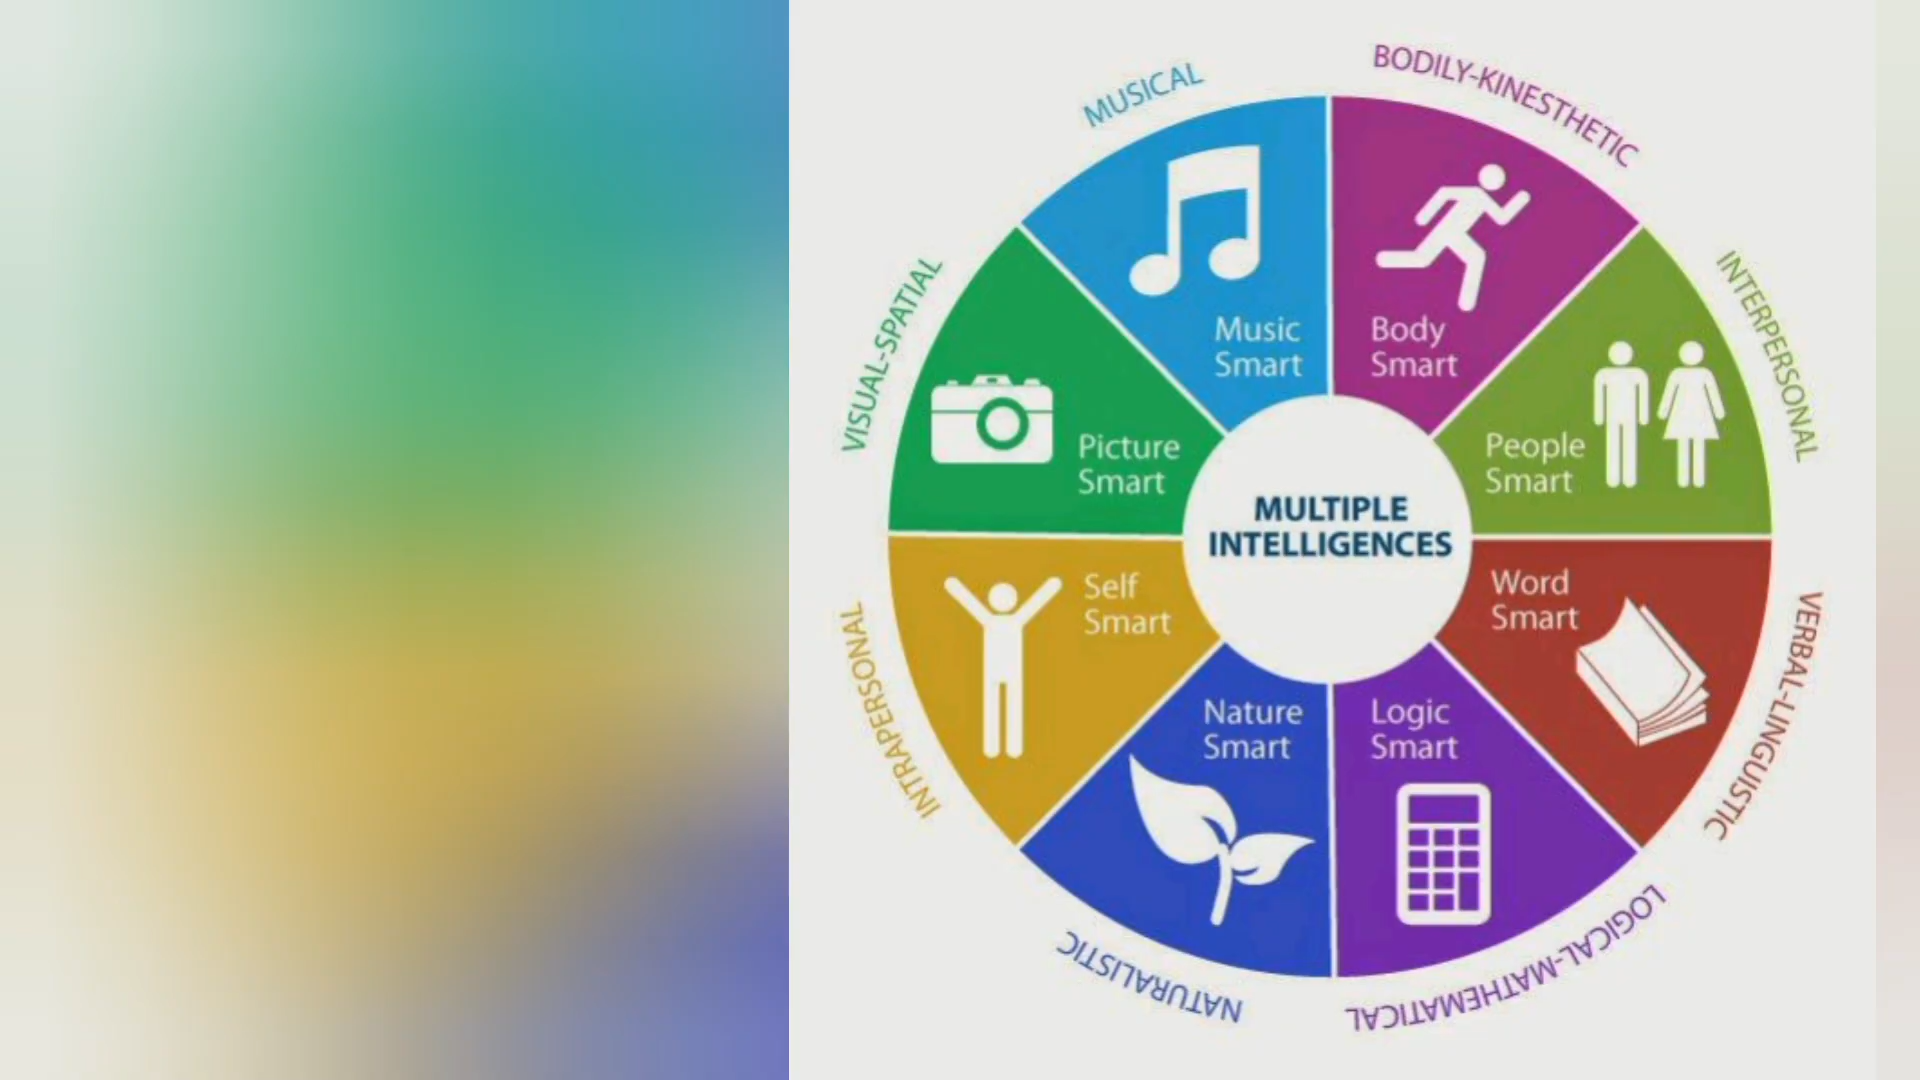 MUSICAL
BODILY-KINESTHETIC
INTERPERSONAL
VERBAL-LINGUISTIC
LOGICAL-MATHEMATICAL
NATURALISTIC
INTRAPERSONAL
VISUAL-SPATIAL
Music
Smart
Body
Smart
People
Smart
Word
Smart
Logic
Smart
Nature
Smart
Self
Smart
Picture
Smart
MULTIPLE
INTELLIGENCES